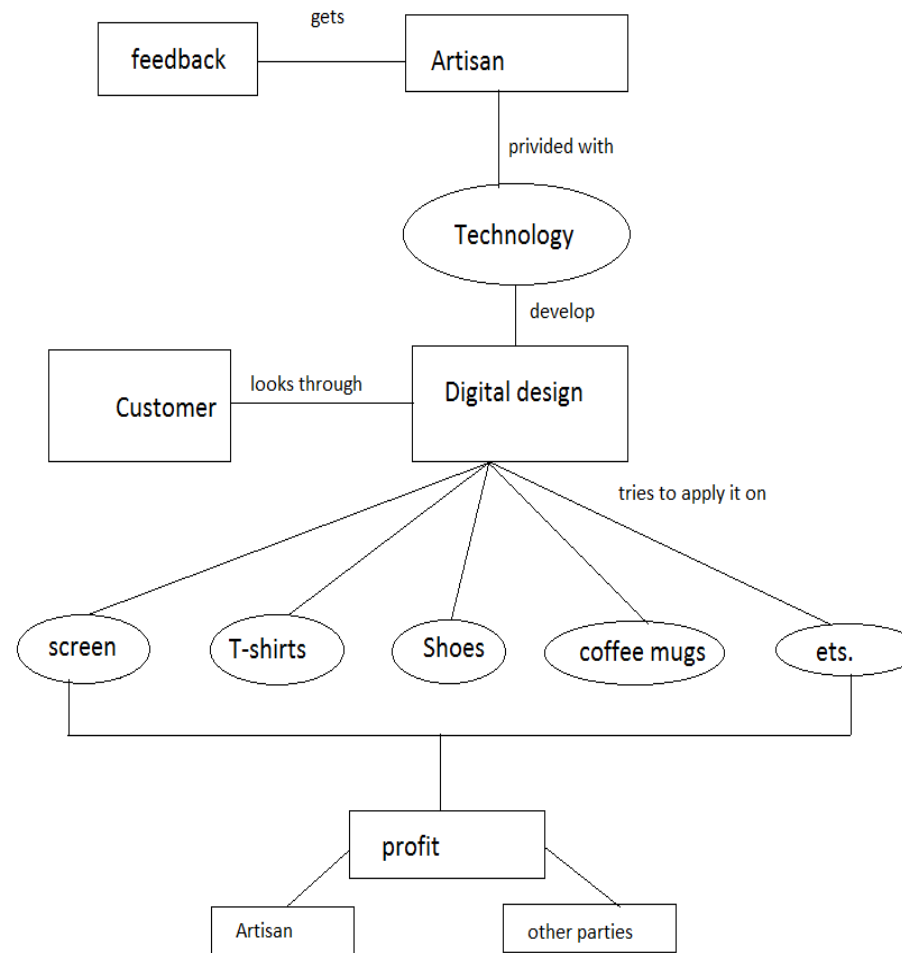 gets
feedback
Artisan
privided with
Technology
develop
looks through
Customer
Digital design
tries to apply it on
screen
T-shirts
Shoes
coffee mugs
ets.
profit
Artisan
other parties